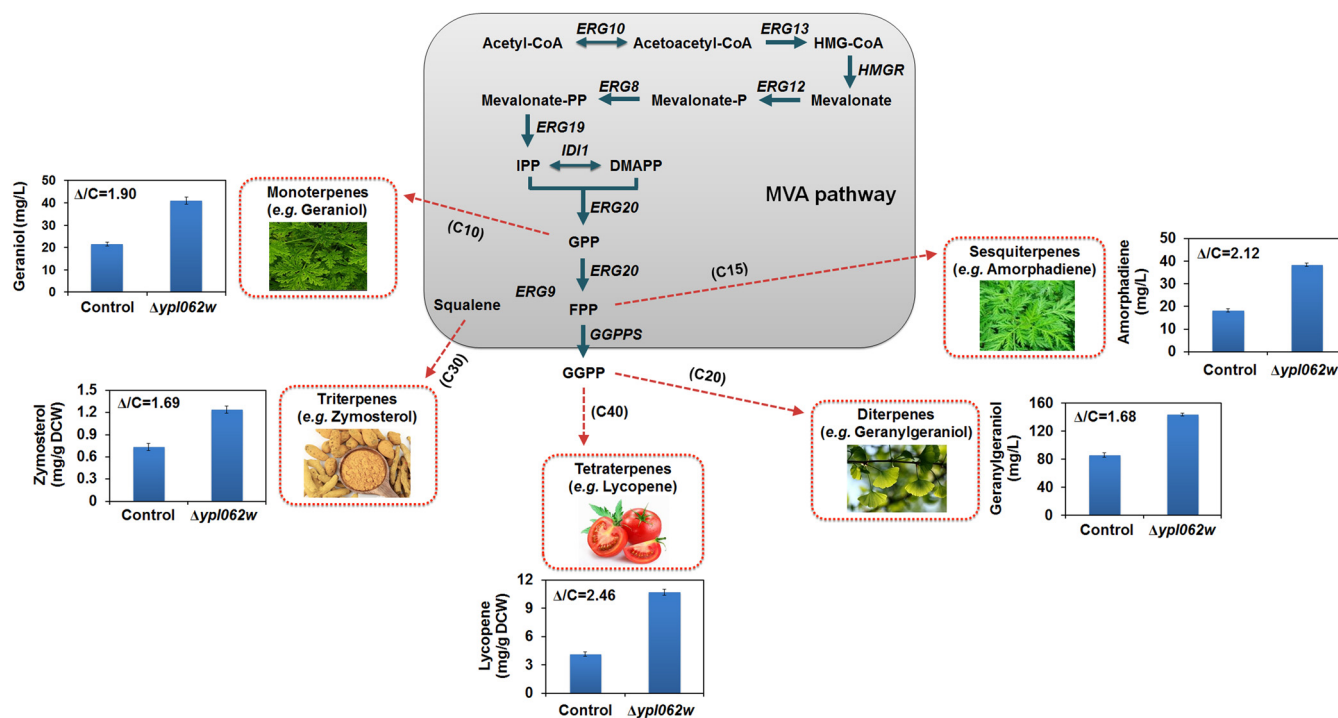 ERG10
ERG13
Acetyl-CoA
Acetoacetyl-CoA
HMG-CoA
HMGR
ERG8
ERG12
Mevalonate-PP
Mevalonate-P
Mevalonate
ERG19
IDI1
IPP
DMAPP
MVA pathway
ERG20
GPP
ERG20
ERG9
FPP
Squalene
GGPPS
GGPP
(C10)
(C15)
(C30)
(C20)
(C40)
Geraniol (mg/L)
50
40
30
20
10
0
Δ/C=1.90
Control
Δypl062w
Monoterpenes
(e.g. Geraniol)
Sesquiterpenes
(e.g. Amorphadiene)
Amorphadiene
(mg/L)
50
40
30
20
10
0
Δ/C=2.12
Control
Δypl062w
Zymosterol
(mg/g DCW)
1.5
1.2
0.9
0.6
0.3
0
Δ/C=1.69
Control
Δypl062w
Triterpenes
(e.g. Zymosterol)
Diterpenes
(e.g. Geranylgeraniol)
Geranylgeraniol
(mg/L)
160
120
80
40
0
Δ/C=1.68
Control
Δypl062w
Tetraterpenes
(e.g. Lycopene)
Lycopene
(mg/g DCW)
12
9
6
3
0
Δ/C=2.46
Control
Δypl062w